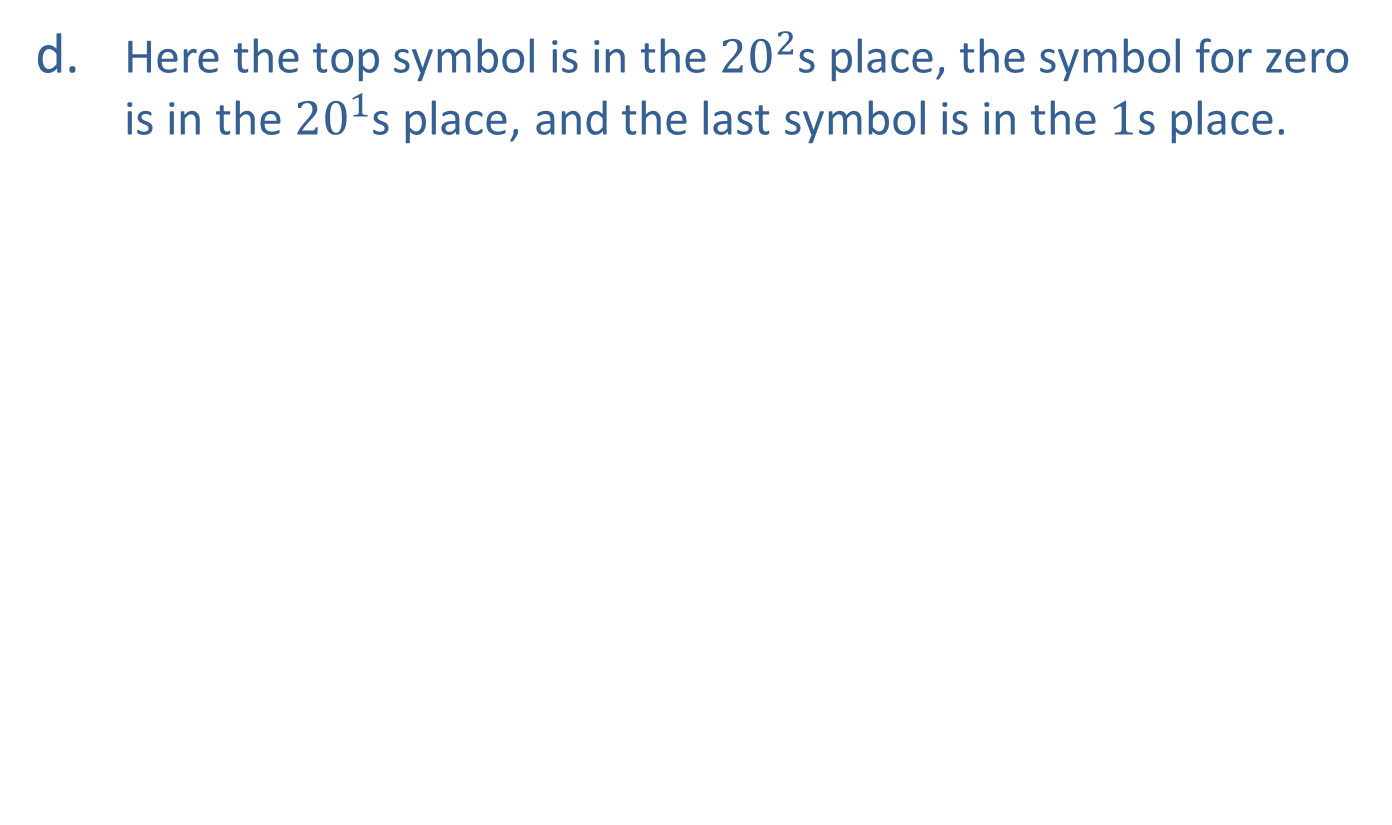 d. Here the top symbol is in the 20²s place, the symbol for zero
is in the 20¹s place, and the last symbol is in the 1s place.